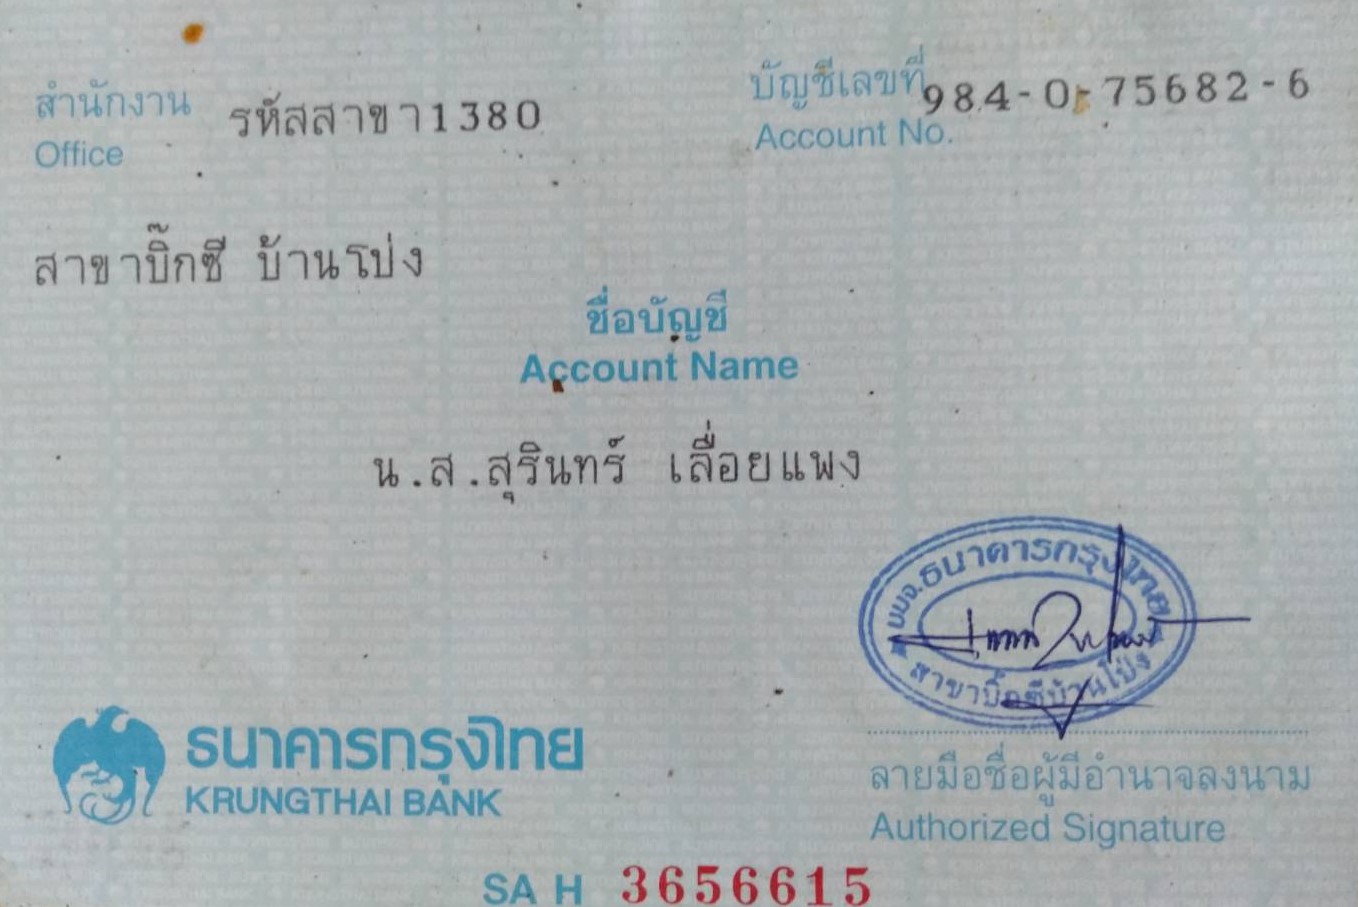 สำนักงาน รหัสสาขา1380
Office
บัญชีเลขที่ 984-0-75682-6
Account No.
สาขาบิ๊กซี บ้านโป่ง
ชื่อบัญชี
Account Name
น.ส.สุรินทร์ เลื่อยแพง
บมจ.ธนาคารกรุงไทย
สาขาบิ๊กซีบ้านโป่ง
ธนาคารกรุงไทย
KRUNGTHAI BANK
ลายมือชื่อผู้มีอำนาจลงนาม
Authorized Signature
SA H 3656615